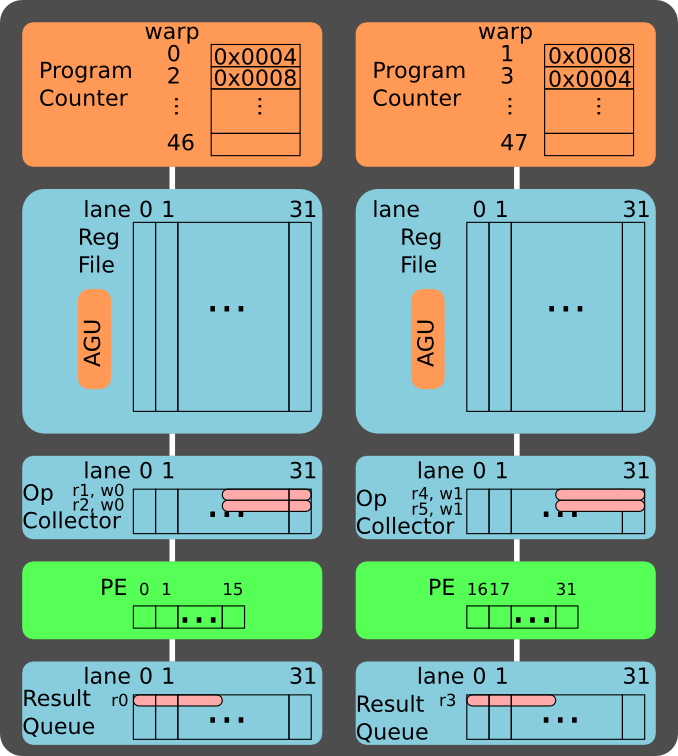 warp
0 0x0004
Program 2 0x0008
Counter ⋮ ⋮
46
warp
1 0x0008
Program 3 0x0004
Counter ⋮ ⋮
47
lane 0 1 31
Reg
File
...
AGU
lane 0 1 31
Reg
File
...
AGU
lane 0 1 31
Op r1, w0
r2, w0
...
Collector
lane 0 1 31
Op r4, w1
r5, w1
...
Collector
PE 0 1 15
...
PE 16 17 31
...
lane 0 1 31
Result r0
Queue ...
lane 0 1 31
Result r3
Queue ...